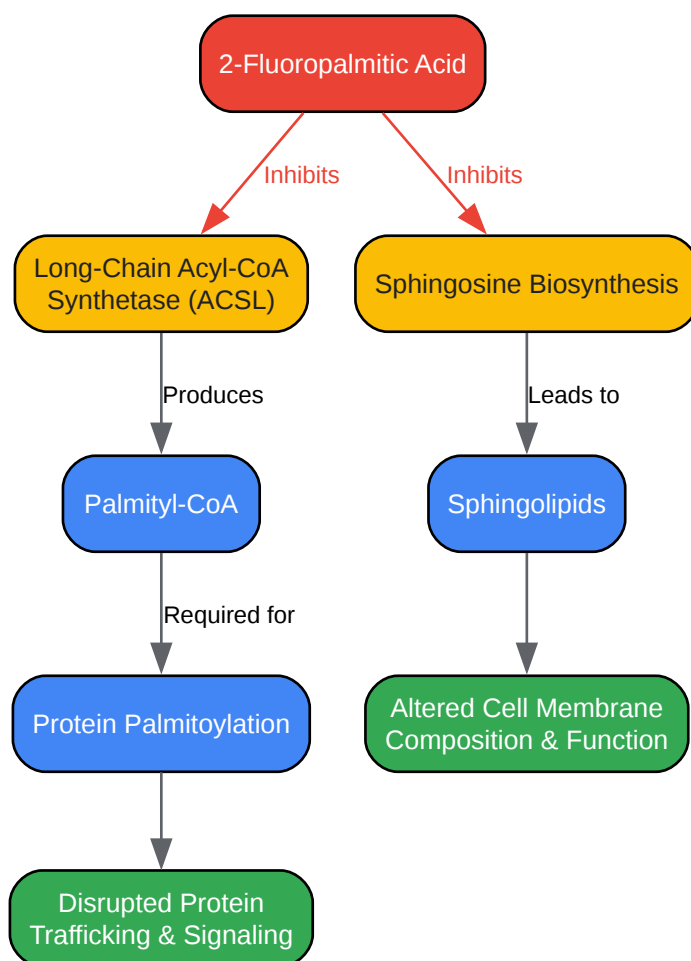 2-Fluoropalmitic Acid
Inhibits
Inhibits
Long-Chain Acyl-CoA
Synthetase (ACSL)
Sphingosine Biosynthesis
Produces
Leads to
Palmityl-CoA
Sphingolipids
Required for
Protein Palmitoylation
Altered Cell Membrane
Composition & Function
Disrupted Protein
Trafficking & Signaling